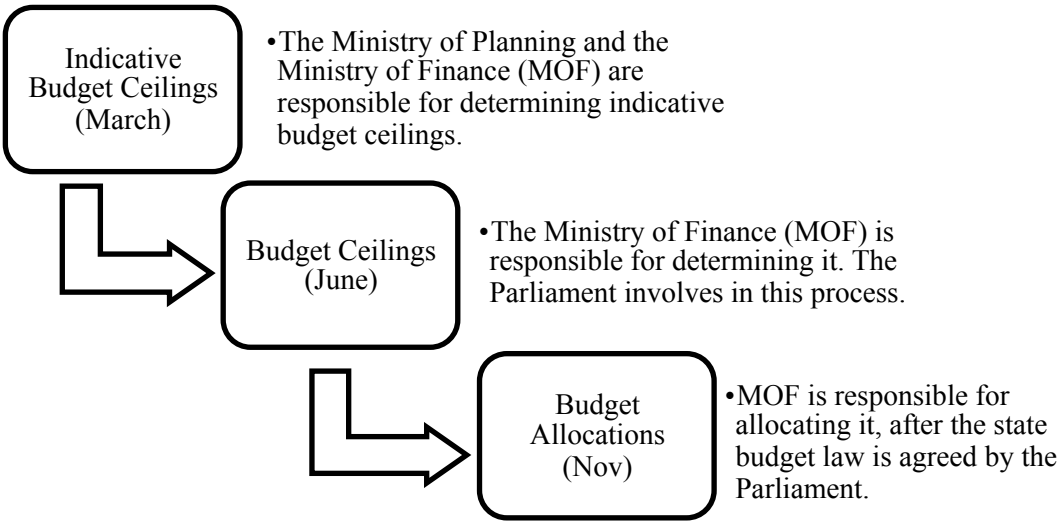 Indicative
Budget Ceilings
(March)
•The Ministry of Planning and the
Ministry of Finance (MOF) are
responsible for determining indicative
budget ceilings.
Budget Ceilings
(June)
•The Ministry of Finance (MOF) is
responsible for determining it. The
Parliament involves in this process.
Budget
Allocations
(Nov)
•MOF is responsible for
allocating it, after the state
budget law is agreed by the
Parliament.